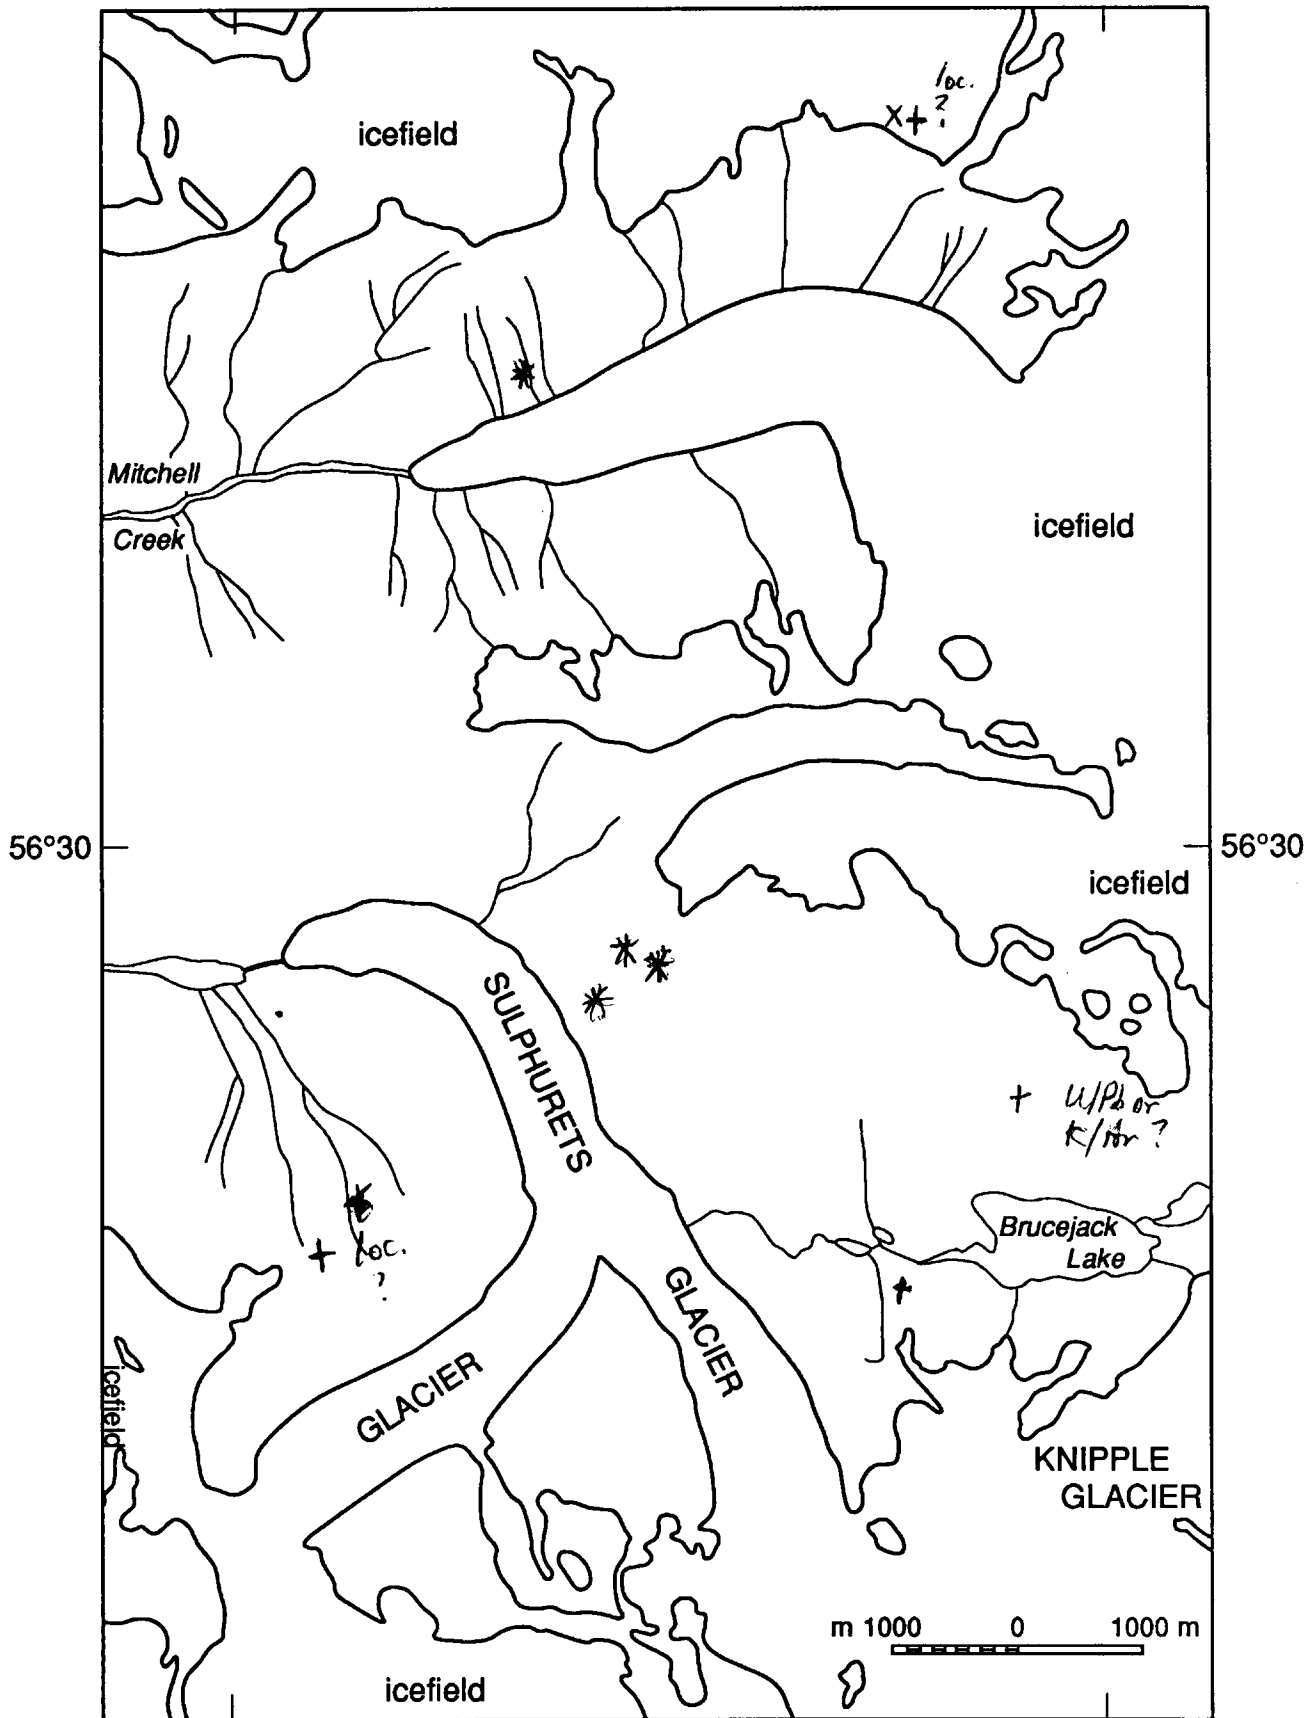 loc.
?
icefield
Mitchell
Creek
icefield
56°30
56°30
icefield
SULPHURETS
U/Pb or
K/Ar ?
Brucejack
Lake
loc.
?
GLACIER
GLACIER
icefield
KNIPPLE
GLACIER
m 1000 0 1000 m
icefield